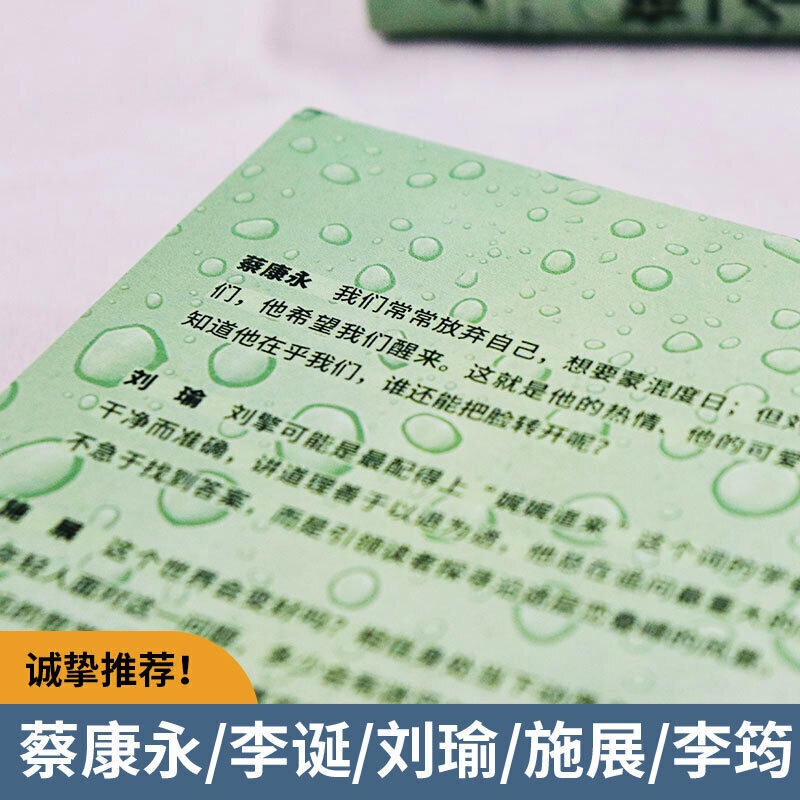 蔡康永 我们常常放弃自己，想要蒙混度日；但刘
们，他希望我们醒来。这就是他的热情、他的可爱
知道他在乎我们，谁还能把脸转开呢？
刘 瑜 刘擎可能是最配得上“娓娓道来”这个词的学者
干净而准确，讲道理善于以退为进，他总在追问最重大的
不急于找到答案，而是引领读者探寻沿途层峦叠嶂的风景。
施 展 这个世界会变好吗？
年轻人面对这一问题，多少会有
诚挚推荐！
蔡康永/李诞/刘瑜/施展/李筠